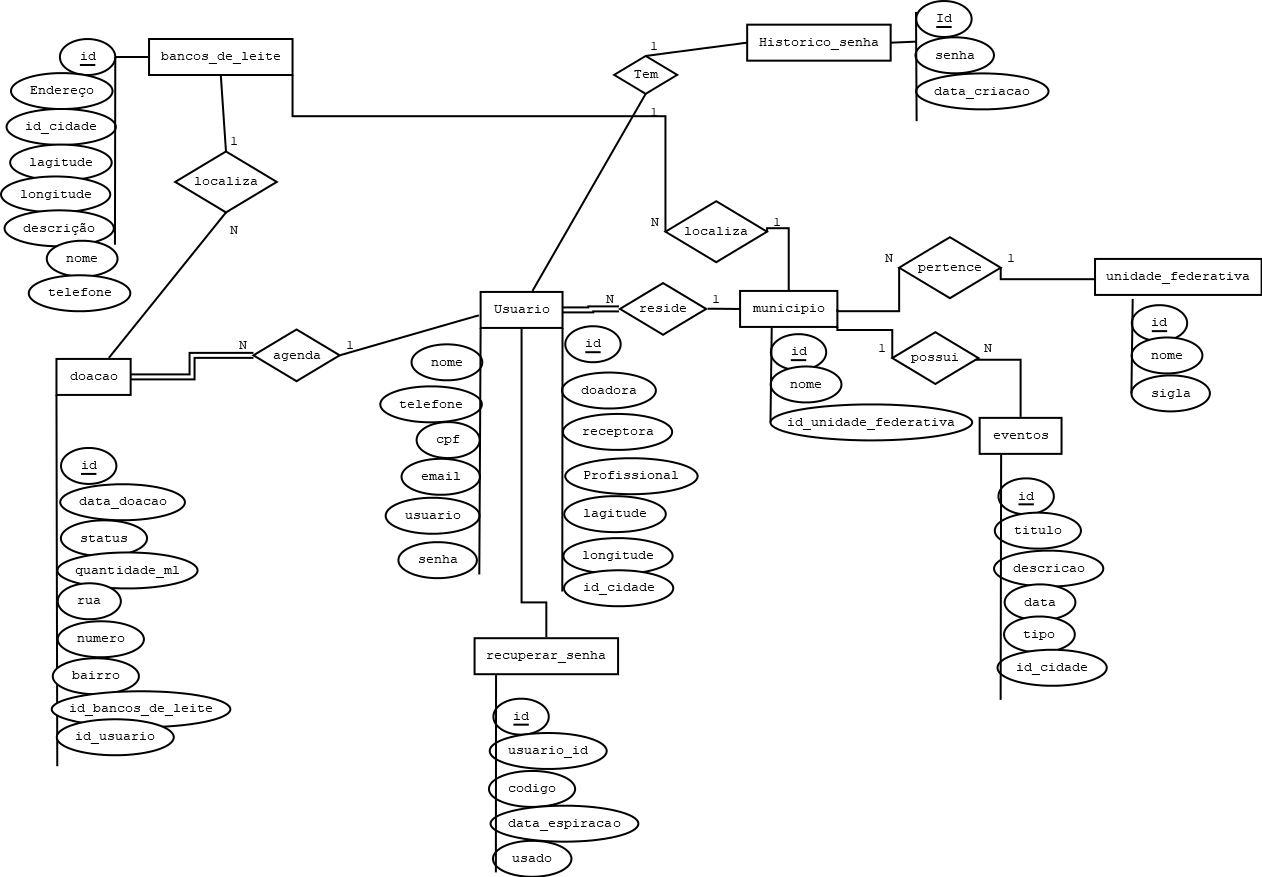 id
bancos_de_leite
Endereço
id_cidade
lagitude
longitude
descrição
nome
telefone
1
localiza
N
1
Tem
1
Historico_senha
Id
senha
data_criacao
N
localiza
1
N
pertence
1
unidade_federativa
id
nome
sigla
Usuario
N
reside
1
municipio
id
nome
id_unidade_federativa
1
possui
N
eventos
id
titulo
descricao
data
tipo
id_cidade
doacao
N
agenda
1
id
data_doacao
status
quantidade_ml
rua
numero
bairro
id_bancos_de_leite
id_usuario
nome
telefone
cpf
email
usuario
senha
id
doadora
receptora
Profissional
lagitude
longitude
id_cidade
recuperar_senha
id
usuario_id
codigo
data_espiracao
usado